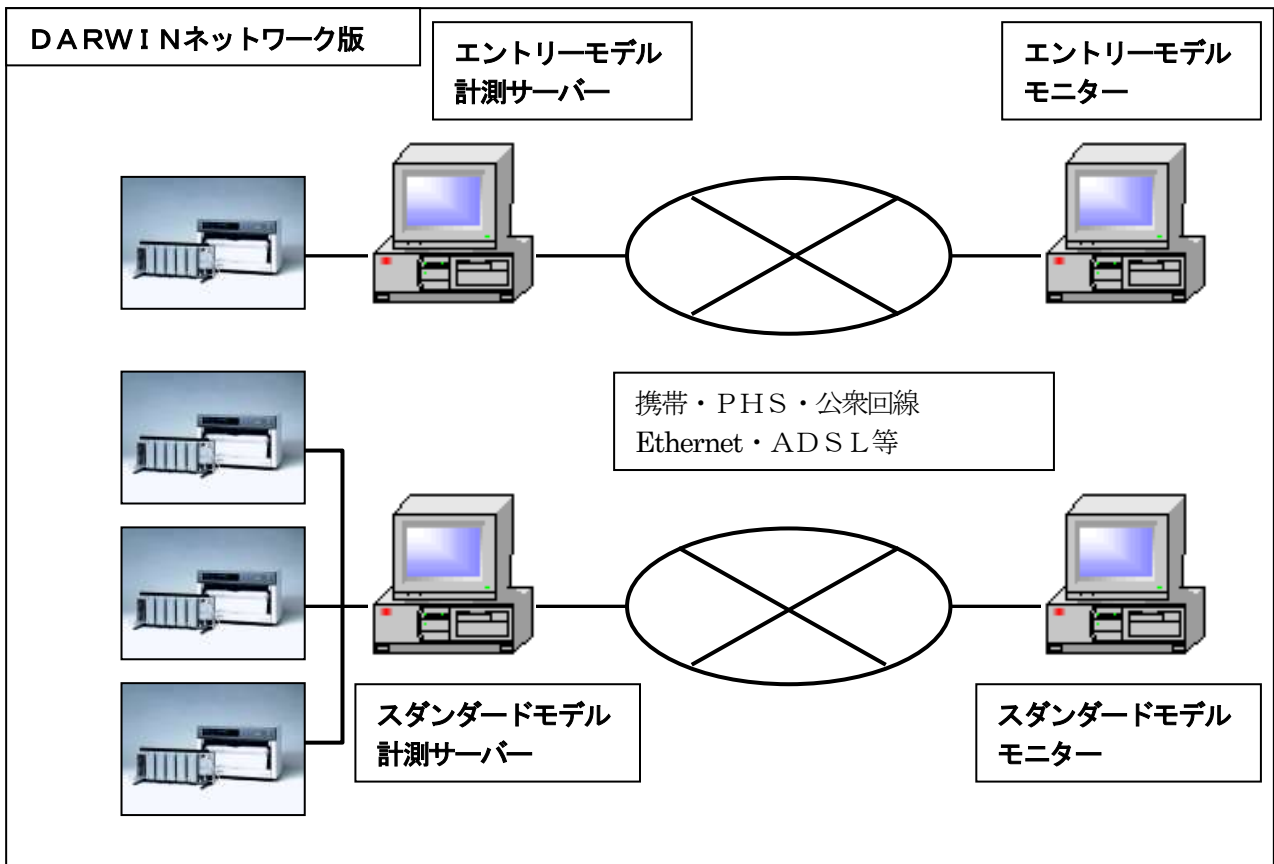 ＤＡＲＷＩＮネットワーク版
エントリーモデル
計測サーバー
エントリーモデル
モニター
携帯・ＰＨＳ・公衆回線
Ethernet・ＡＤＳＬ等
スダンダードモデル
計測サーバー
スダンダードモデル
モニター